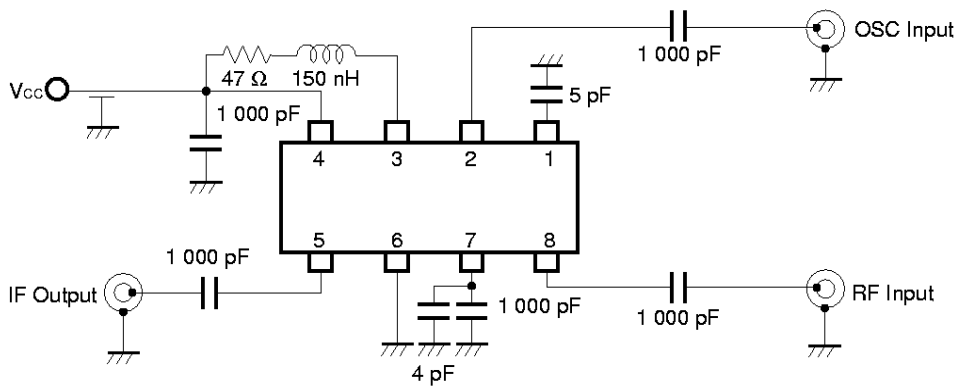 OSC Input
1 000 pF
47 Ω
150 nH
5 pF
Vcc
1 000 pF
4
3
2
1
5
6
7
8
1 000 pF
IF Output
1 000 pF
1 000 pF
RF Input
4 pF